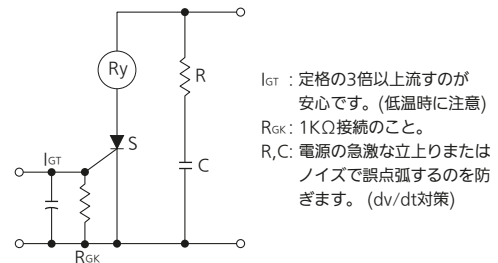 Ry
R
S
C
IGT
RGK
IGT : 定格の3倍以上流すのが
安心です。(低温時に注意)
RGK: 1KΩ接続のこと。
R,C: 電源の急激な立上りまたは
ノイズで誤点弧するのを防
ぎます。 (dv/dt対策)